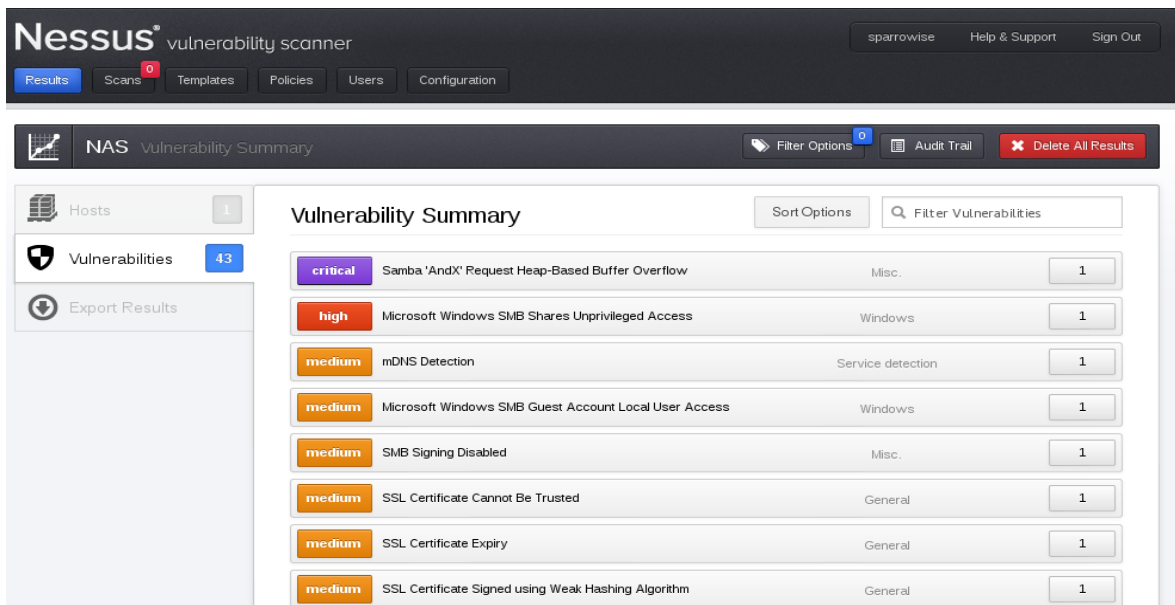 Nessus® vulnerability scanner
sparrowise Help & Support Sign Out
Results Scans 0 Templates Policies Users Configuration
NAS Vulnerability Summary
Filter Options 0 Audit Trail Delete All Results
Hosts 1
Vulnerabilities 43
Export Results
Vulnerability Summary
Sort Options Filter Vulnerabilities
critical Samba 'AndX' Request Heap-Based Buffer Overflow Misc. 1
high Microsoft Windows SMB Shares Unprivileged Access Windows 1
medium mDNS Detection Service detection 1
medium Microsoft Windows SMB Guest Account Local User Access Windows 1
medium SMB Signing Disabled Misc. 1
medium SSL Certificate Cannot Be Trusted General 1
medium SSL Certificate Expiry General 1
medium SSL Certificate Signed using Weak Hashing Algorithm General 1